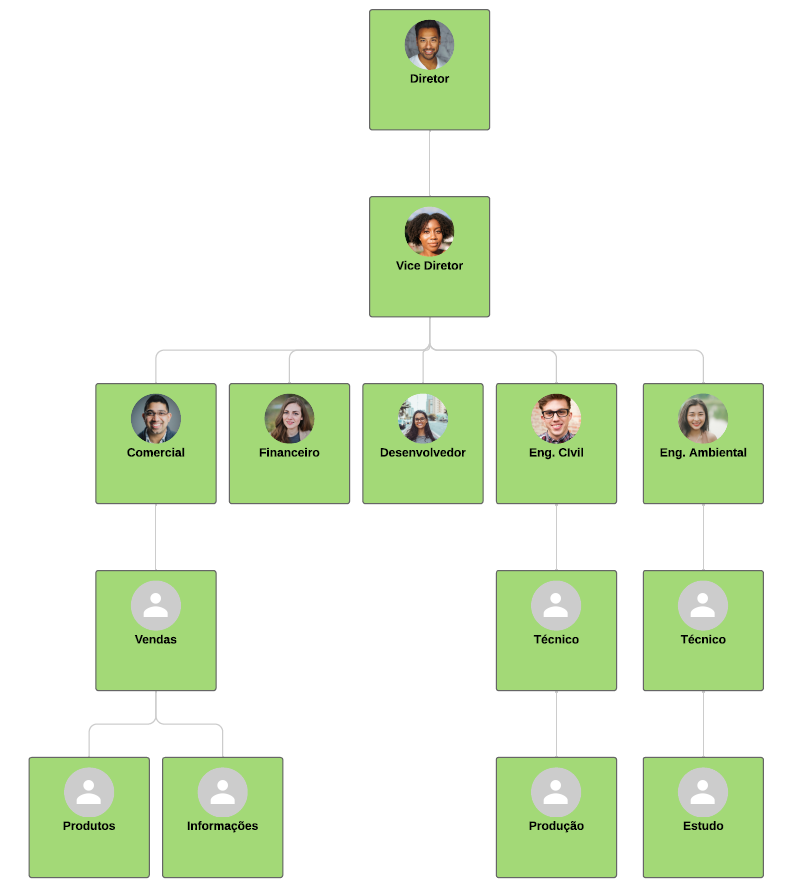 Diretor
Vice Diretor
Comercial
Financeiro
Desenvolvedor
Eng. CIvil
Eng. Ambiental
Vendas
Técnico
Técnico
Produtos
Informações
Produção
Estudo